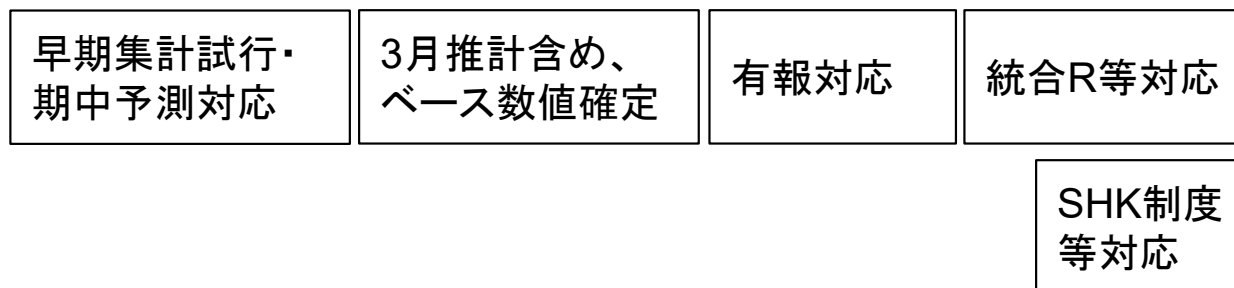 早期集計試行・
期中予測対応
3月推計含め、
ベース数値確定
有報対応
統合R等対応
SHK制度
等対応